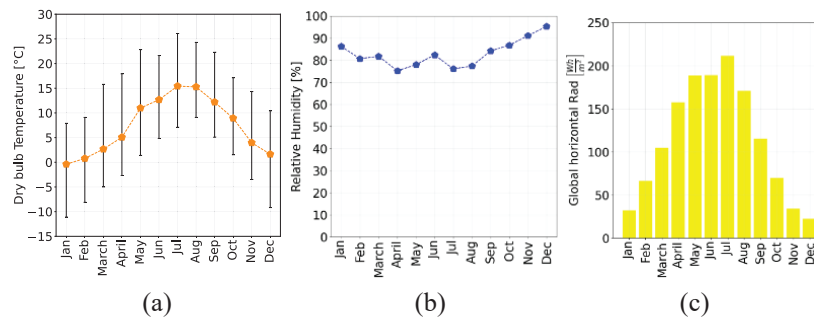 Dry bulb Temperature [°C]
30
25
20
15
10
5
0
−5
−10
−15
Jan
Feb
March
April
May
Jun
Jul
Aug
Sep
Oct
Nov
Dec
(a)
Relative Humidity [%]
100
90
80
70
60
50
40
30
20
10
0
Jan
Feb
March
April
May
Jun
Jul
Aug
Sep
Oct
Nov
Dec
(b)
Global horizontal Rad [Wh/m²]
250
200
150
100
50
0
Jan
Feb
March
April
May
Jun
Jul
Aug
Sep
Oct
Nov
Dec
(c)